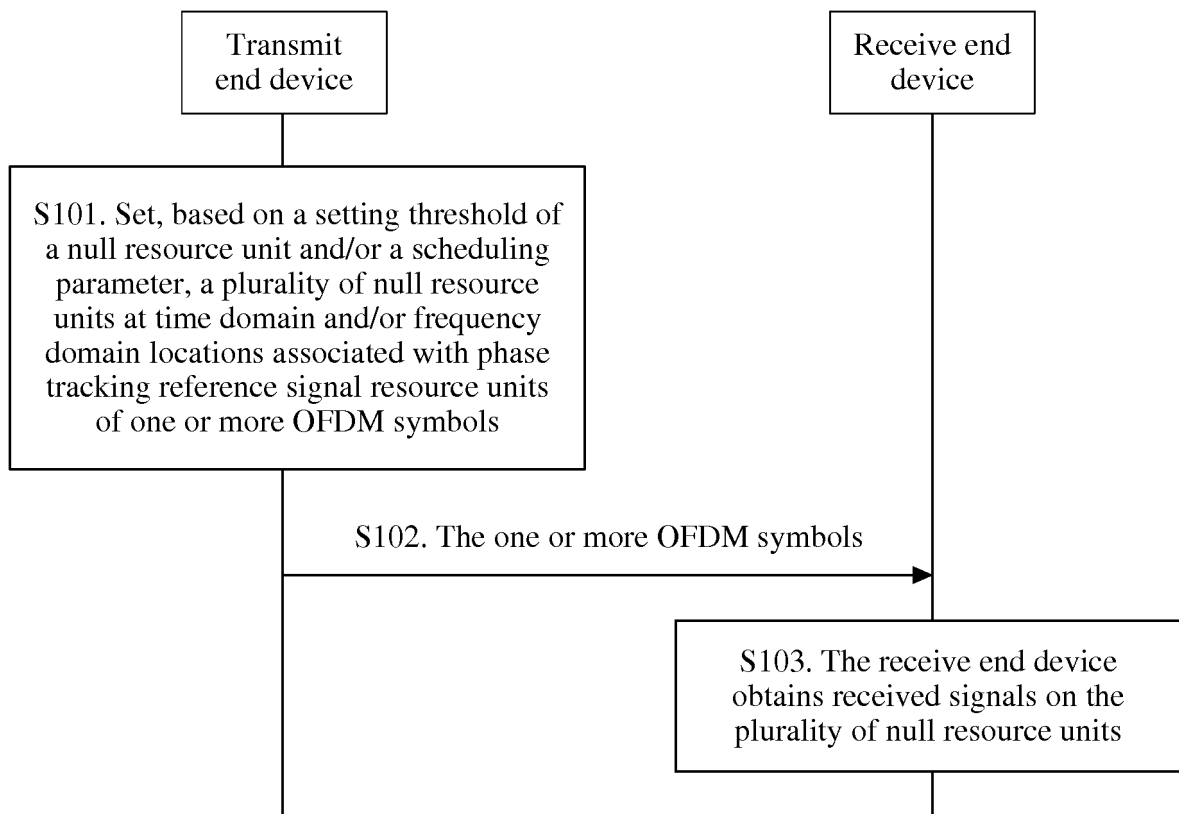 Transmit
end device
Receive end
device
S101. Set, based on a setting threshold of
a null resource unit and/or a scheduling
parameter, a plurality of null resource
units at time domain and/or frequency
domain locations associated with phase
tracking reference signal resource units
of one or more OFDM symbols
S102. The one or more OFDM symbols
S103. The receive end device
obtains received signals on the
plurality of null resource units